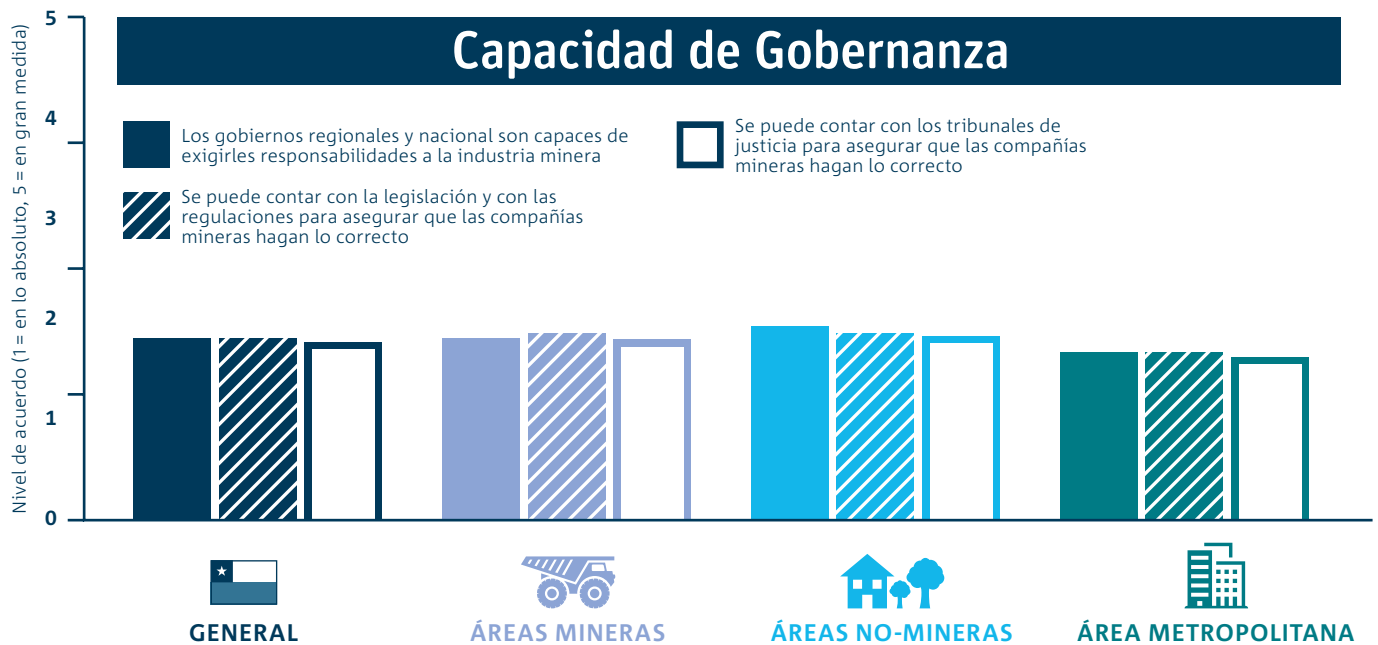 Capacidad de Gobernanza
Nivel de acuerdo (1 = en lo absoluto, 5 = en gran medida)
5
4
3
2
1
0
Los gobiernos regionales y nacional son capaces de
exigirles responsabilidades a la industria minera
Se puede contar con la legislación y con las
regulaciones para asegurar que las compañías
mineras hagan lo correcto
Se puede contar con los tribunales de
justicia para asegurar que las compañías
mineras hagan lo correcto
GENERAL
ÁREAS MINERAS
ÁREAS NO-MINERAS
ÁREA METROPOLITANA